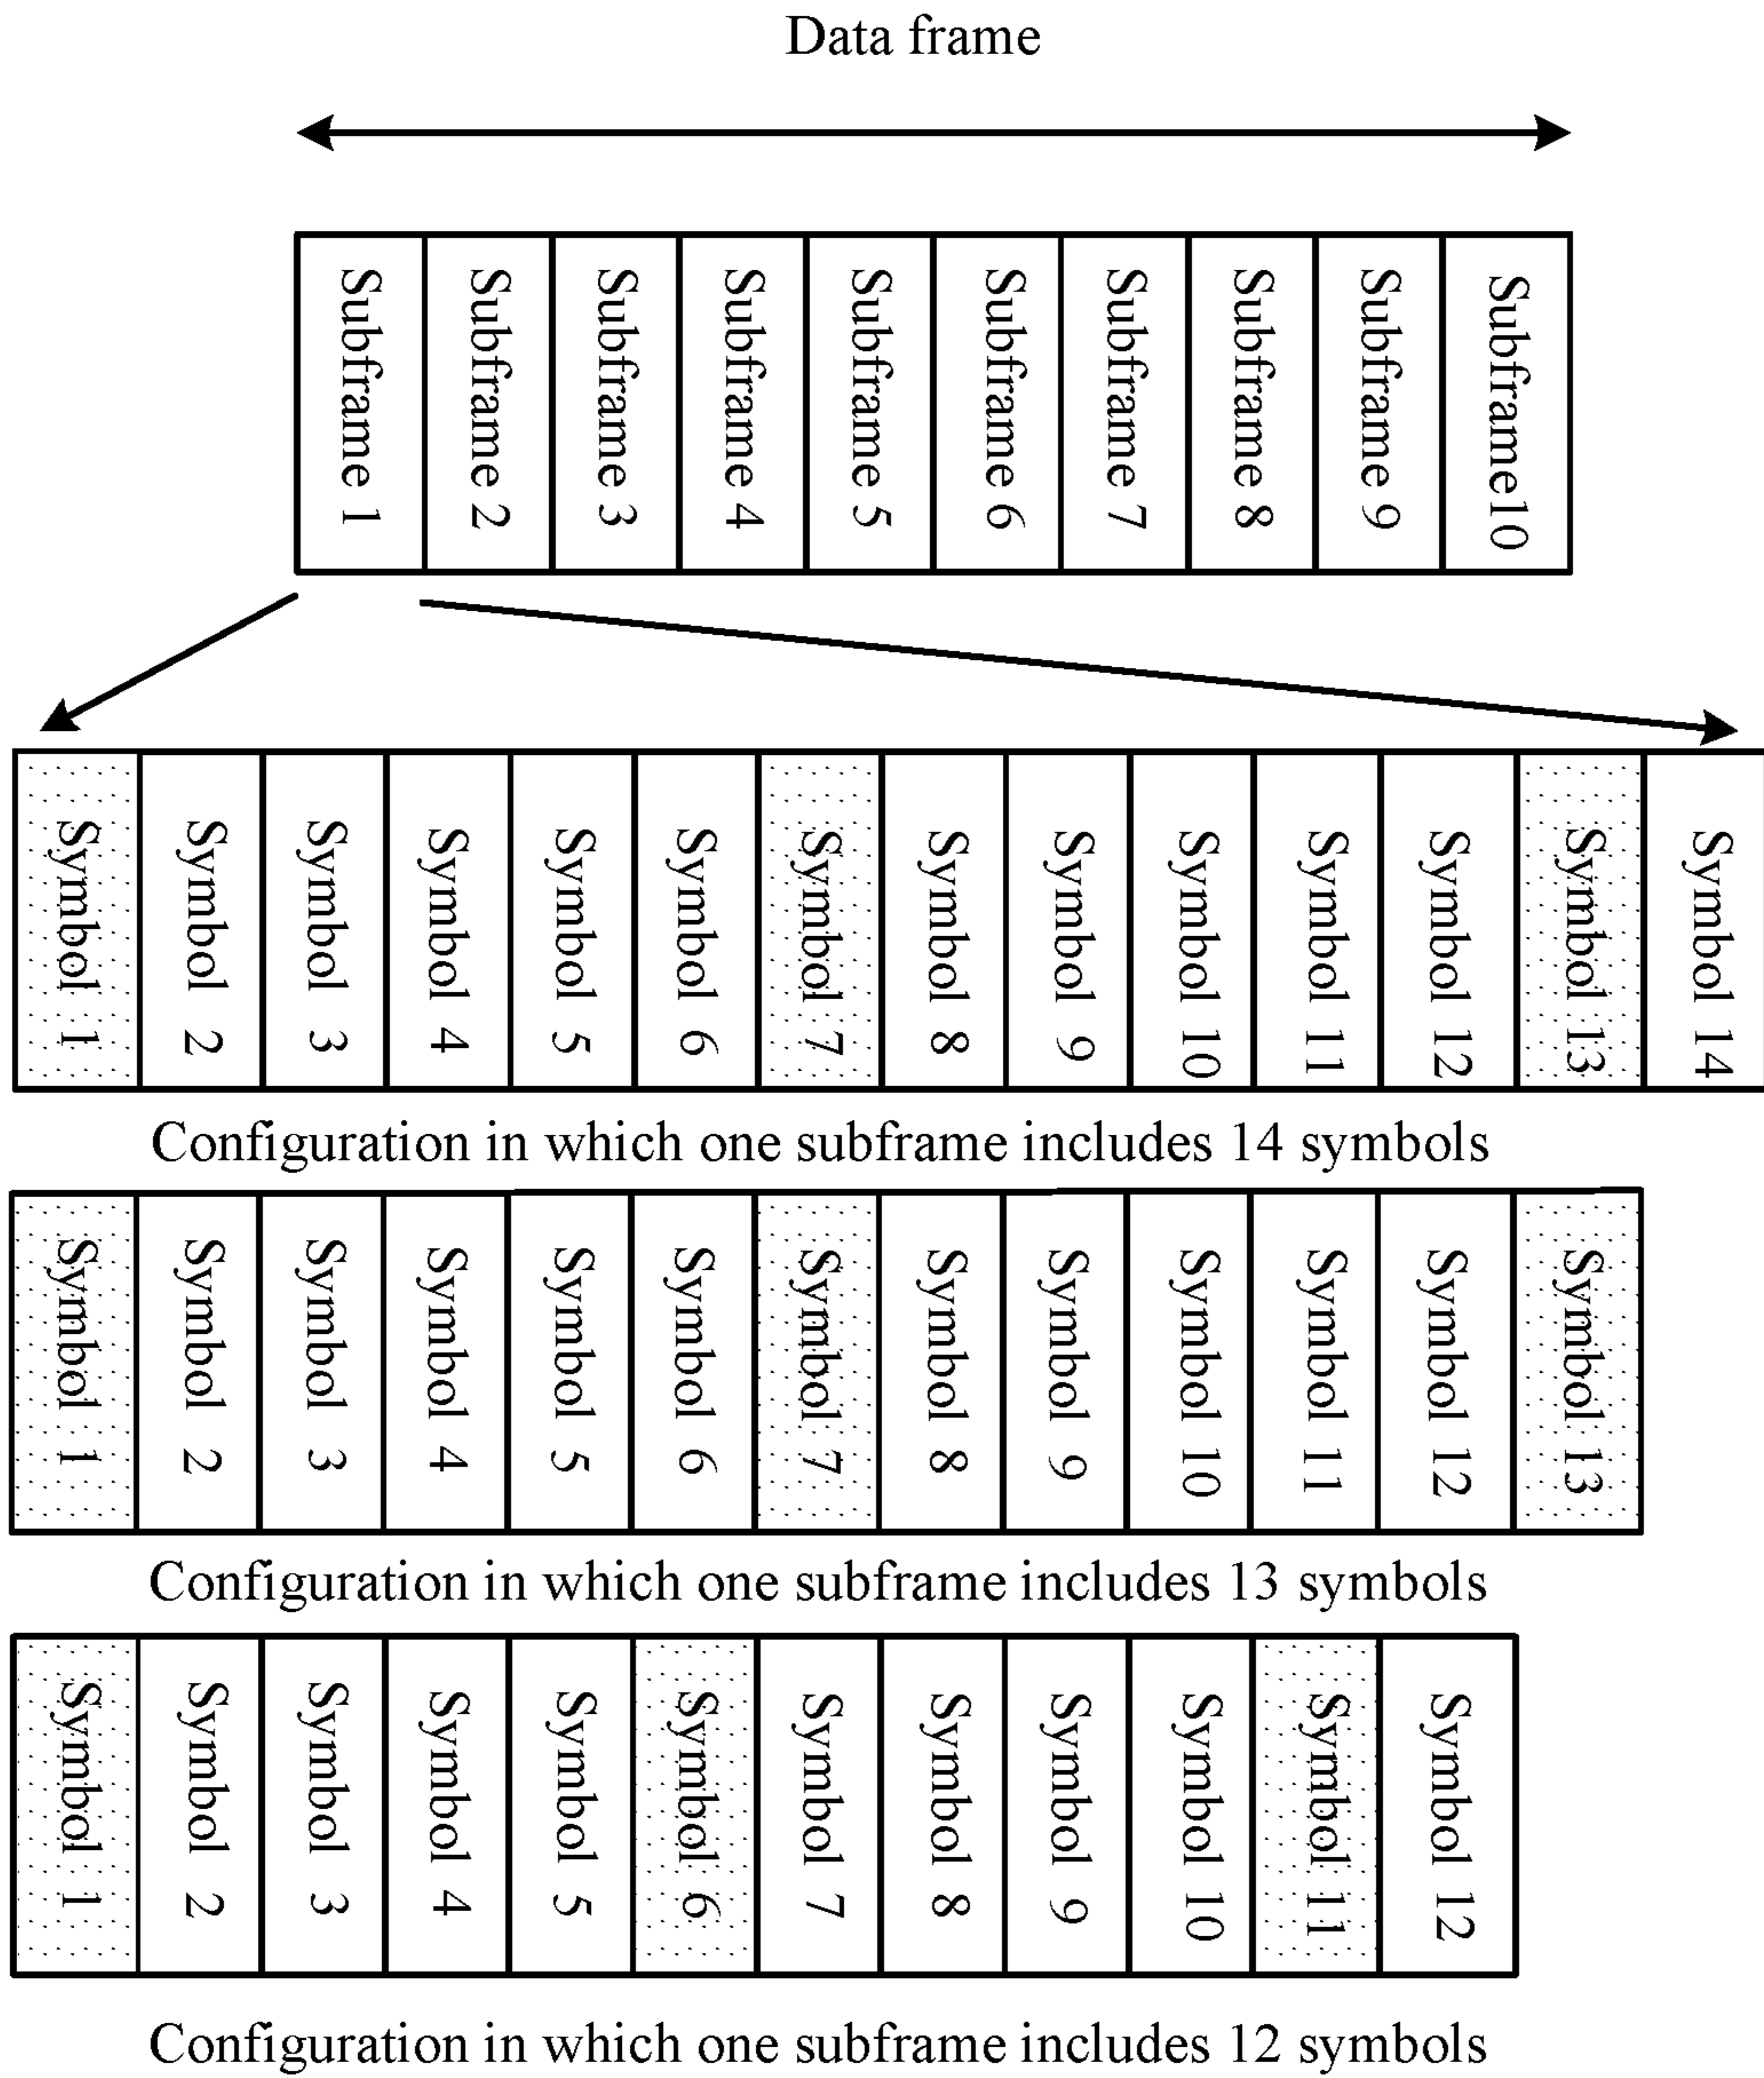 Data frame
Subframe 1
Subframe 2
Subframe 3
Subframe 4
Subframe 5
Subframe 6
Subframe 7
Subframe 8
Subframe 9
Subframe10
Symbol 1
Symbol 2
Symbol 3
Symbol 4
Symbol 5
Symbol 6
Symbol 7
Symbol 8
Symbol 9
Symbol 10
Symbol 11
Symbol 12
Symbol 13
Symbol 14
Configuration in which one subframe includes 14 symbols
Symbol 1
Symbol 2
Symbol 3
Symbol 4
Symbol 5
Symbol 6
Symbol 7
Symbol 8
Symbol 9
Symbol 10
Symbol 11
Symbol 12
Symbol 13
Configuration in which one subframe includes 13 symbols
Symbol 1
Symbol 2
Symbol 3
Symbol 4
Symbol 5
Symbol 6
Symbol 7
Symbol 8
Symbol 9
Symbol 10
Symbol 11
Symbol 12
Configuration in which one subframe includes 12 symbols